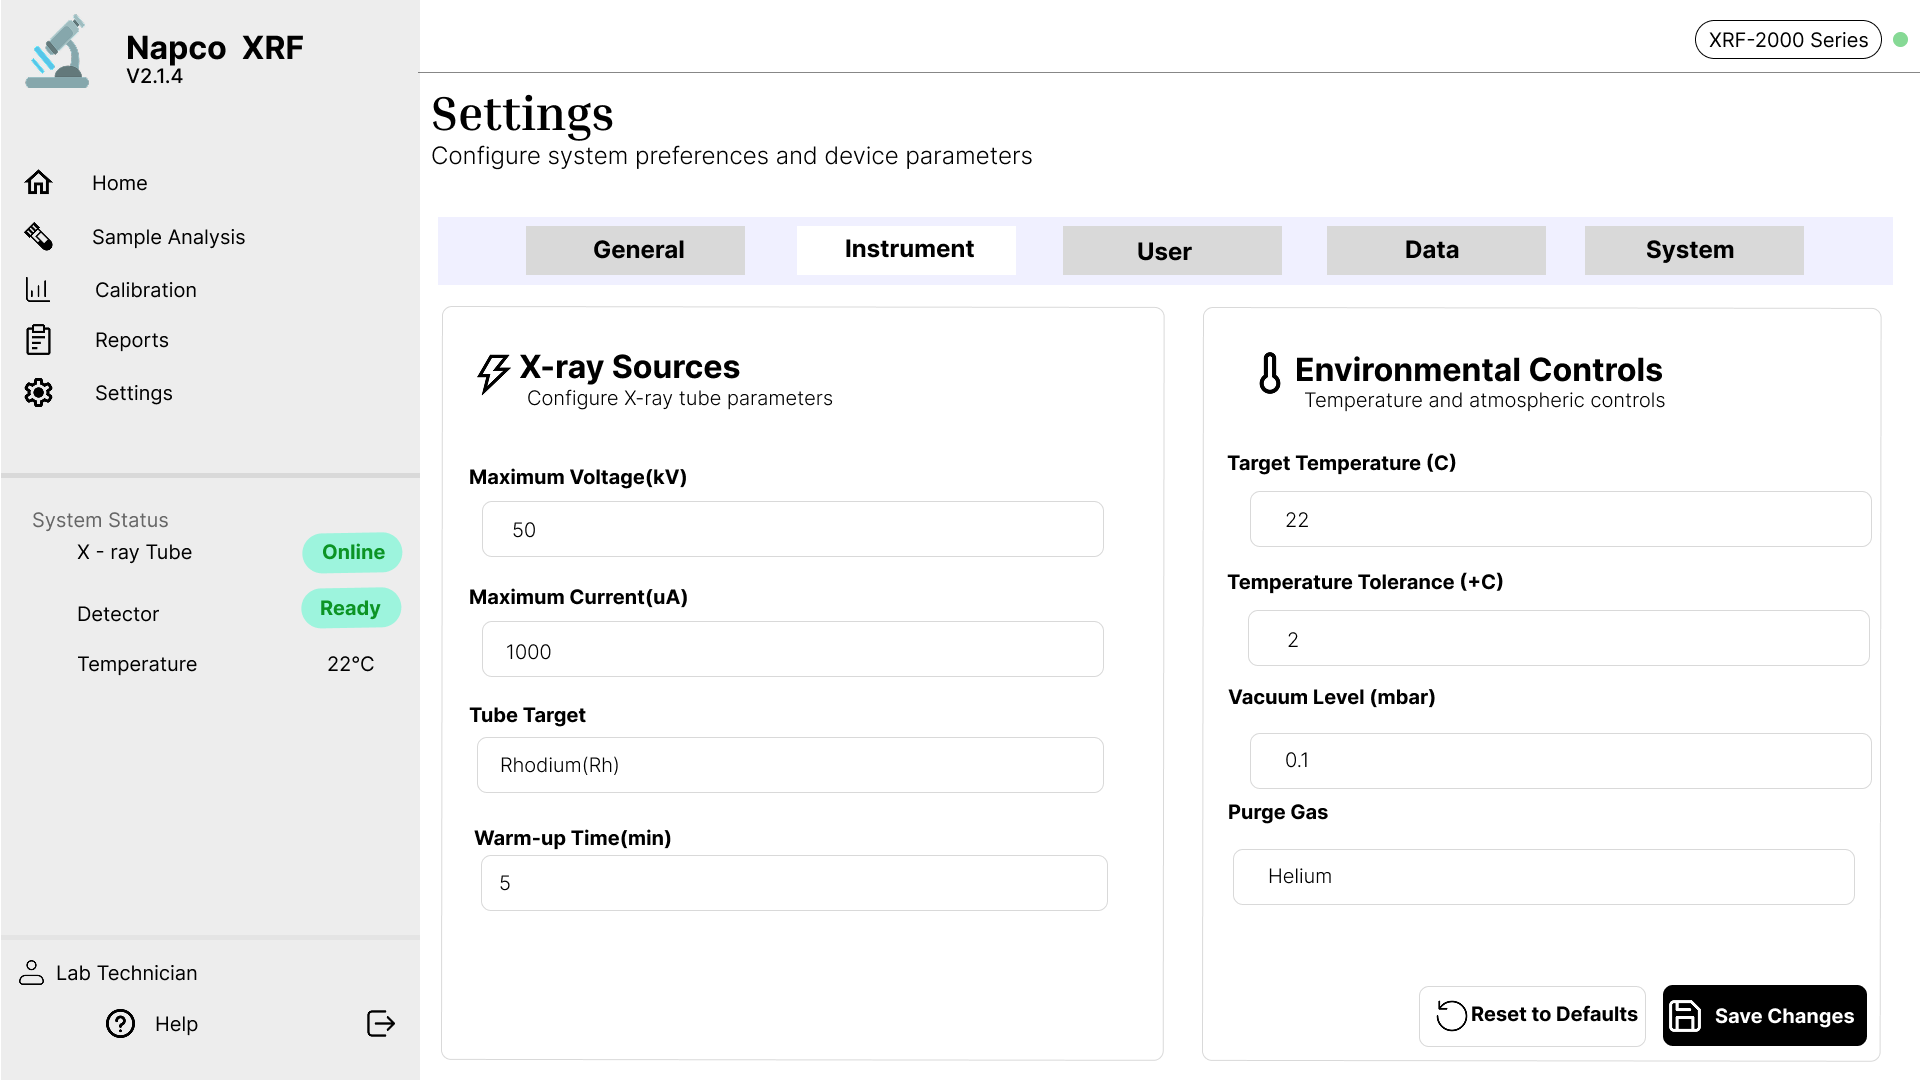 Napco XRF
V2.1.4
Home
Sample Analysis
Calibration
Reports
Settings
System Status
X - ray Tube
Online
Detector
Ready
Temperature
22°C
Lab Technician
Help
XRF-2000 Series
Settings
Configure system preferences and device parameters
General
Instrument
User
Data
System
X-ray Sources
Configure X-ray tube parameters
Maximum Voltage(kV)
50
Maximum Current(uA)
1000
Tube Target
Rhodium(Rh)
Warm-up Time(min)
5
Environmental Controls
Temperature and atmospheric controls
Target Temperature (C)
22
Temperature Tolerance (+C)
2
Vacuum Level (mbar)
0.1
Purge Gas
Helium
Reset to Defaults
Save Changes